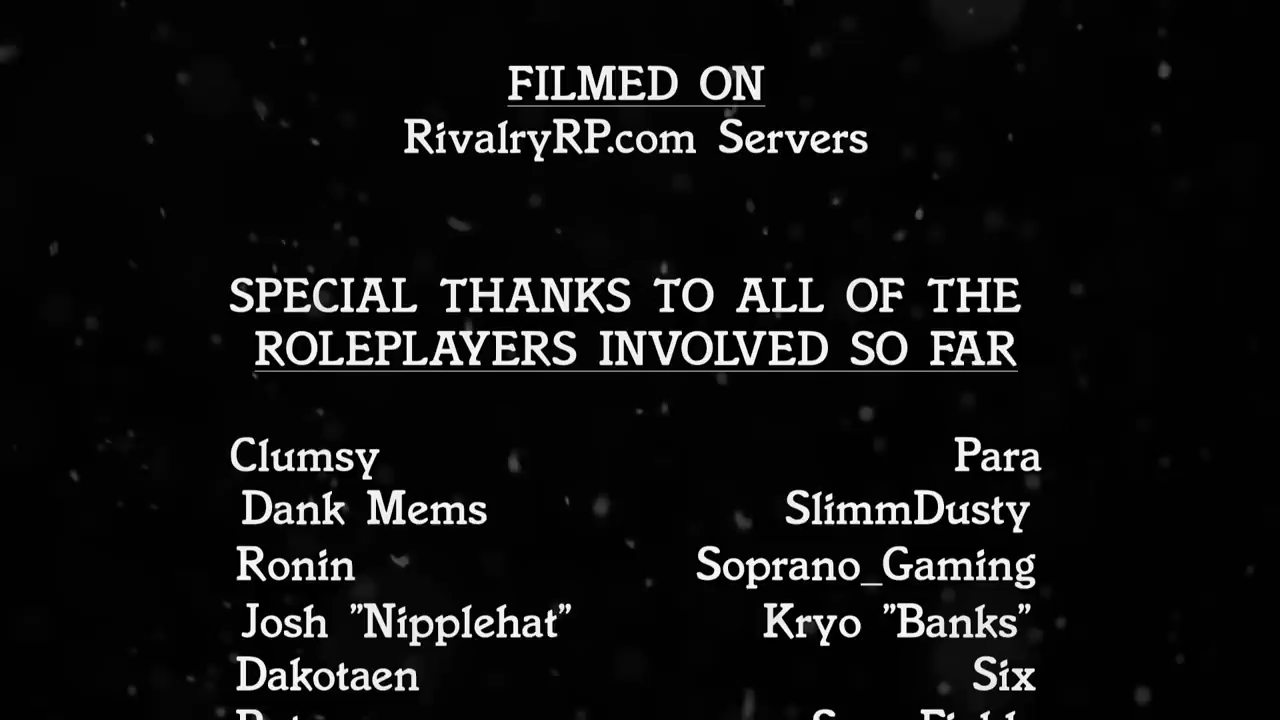 FILMED ON
RivalryRP.com Servers
SPECIAL THANKS TO ALL OF THE
ROLEPLAYERS INVOLVED SO FAR
Clumsy Para
Dank Mems SlimmDusty
Ronin Soprano_Gaming
Josh "Nipplehat" Kryo "Banks"
Dakotaen Six